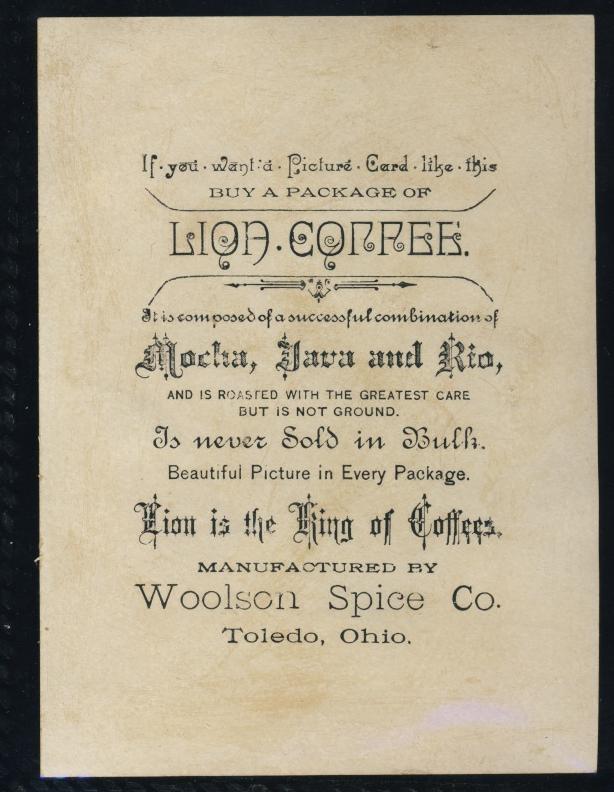 If · you · want · a · Picture · Card · like · this
BUY A PACKAGE OF
LION · COFFEE.
It is composed of a successful combination of
Mocha, Java and Rio,
AND IS ROASTED WITH THE GREATEST CARE
BUT IS NOT GROUND.
Is never Sold in Bulk.
Beautiful Picture in Every Package.
Lion is the King of Coffees.
MANUFACTURED BY
Woolson Spice Co.
Toledo, Ohio.